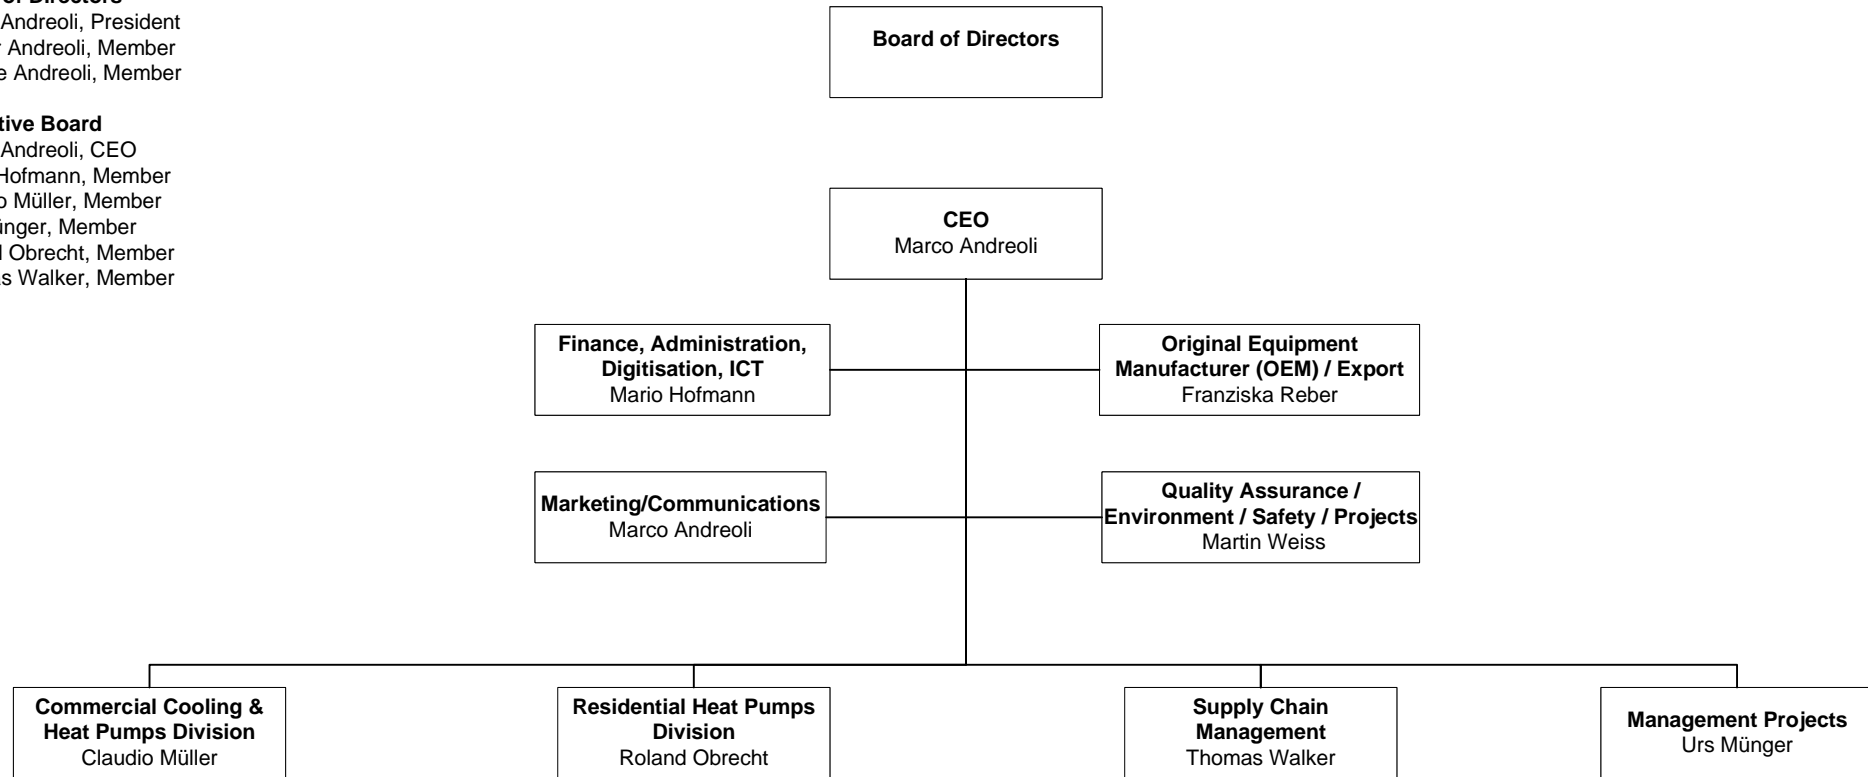 of Directors
Andreoli, President
Andreoli, Member
Andreoli, Member
Board
Andreoli, CEO
Hofmann, Member
Müller, Member
Member
Obrecht, Member
Walker, Member
Board of Directors
CEO
Marco Andreoli
Finance, Administration,
Digitisation, ICT
Mario Hofmann
Original Equipment
Manufacturer (OEM) / Export
Franziska Reber
Marketing/Communications
Marco Andreoli
Quality Assurance /
Environment / Safety / Projects
Martin Weiss
Commercial Cooling &
Heat Pumps Division
Claudio Müller
Residential Heat Pumps
Division
Roland Obrecht
Supply Chain
Management
Thomas Walker
Management Projects
Urs Münger